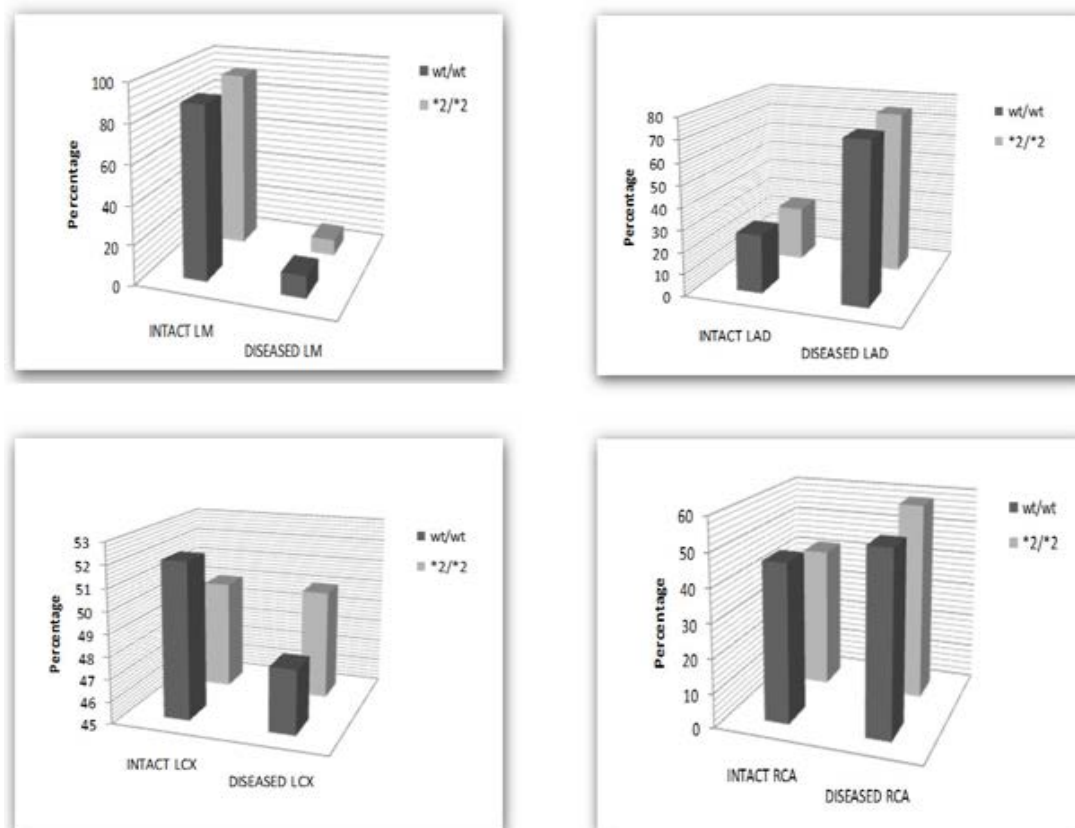 100
80
60
40
20
0
Percentage
INTACT LM
DISEASED LM
wt/wt
*2/*2
80
70
60
50
40
30
20
10
0
Percentage
INTACT LAD
DISEASED LAD
wt/wt
*2/*2
53
52
51
50
49
48
47
46
45
Percentage
INTACT LCX
DISEASED LCX
wt/wt
*2/*2
60
50
40
30
20
10
0
Percentage
INTACT RCA
DISEASED RCA
wt/wt
*2/*2